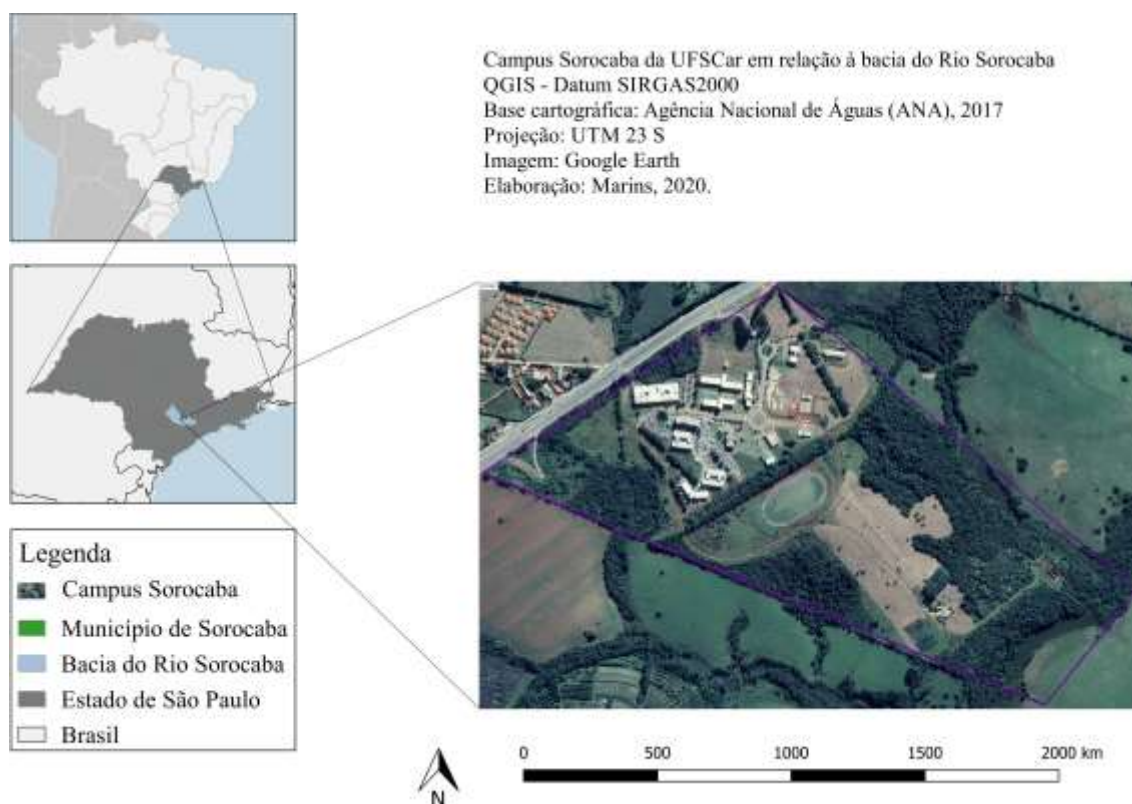 Campus Sorocaba da UFSCar em relação à bacia do Rio Sorocaba
QGIS - Datum SIRGAS2000
Base cartográfica: Agência Nacional de Águas (ANA), 2017
Projeção: UTM 23 S
Imagem: Google Earth
Elaboração: Marins, 2020.
Legenda
Campus Sorocaba
Município de Sorocaba
Bacia do Rio Sorocaba
Estado de São Paulo
Brasil
N
0 500 1000 1500 2000 km